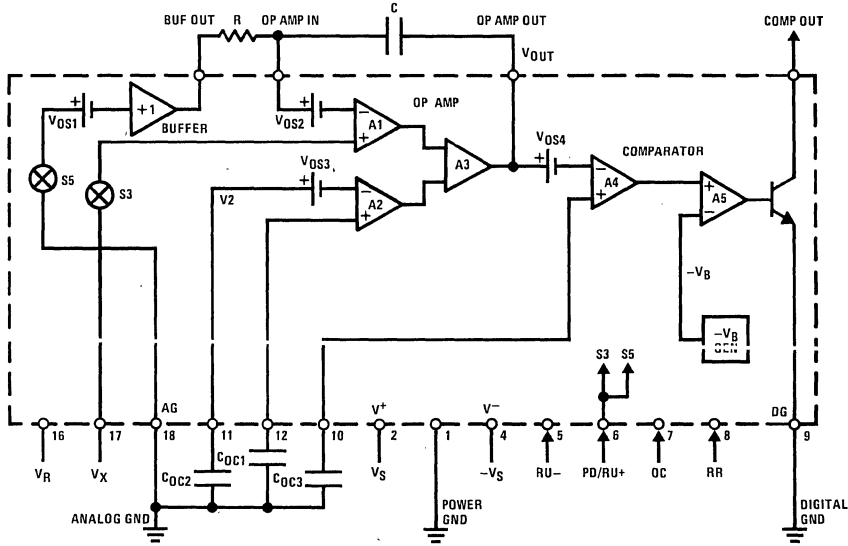 C
BUF OUT R OP AMP IN OP AMP OUT COMP OUT
VOUT
+ +1 + − OP AMP
VOS1 BUFFER VOS2 + A1
VOS4 COMPARATOR
VOS3 A3 + −
S5 + − A4 +
S3 V2 A2 + A5
+ −
−VB
−VB
GEN
S3 S5
AG V+ V− DG
16 17 18 11 12 10 2 1 4 5 6 7 8 9
VR VX COC2 COC1 COC3 VS −VS RU− PD/RU+ OC RR
ANALOG GND POWER GND DIGITAL GND